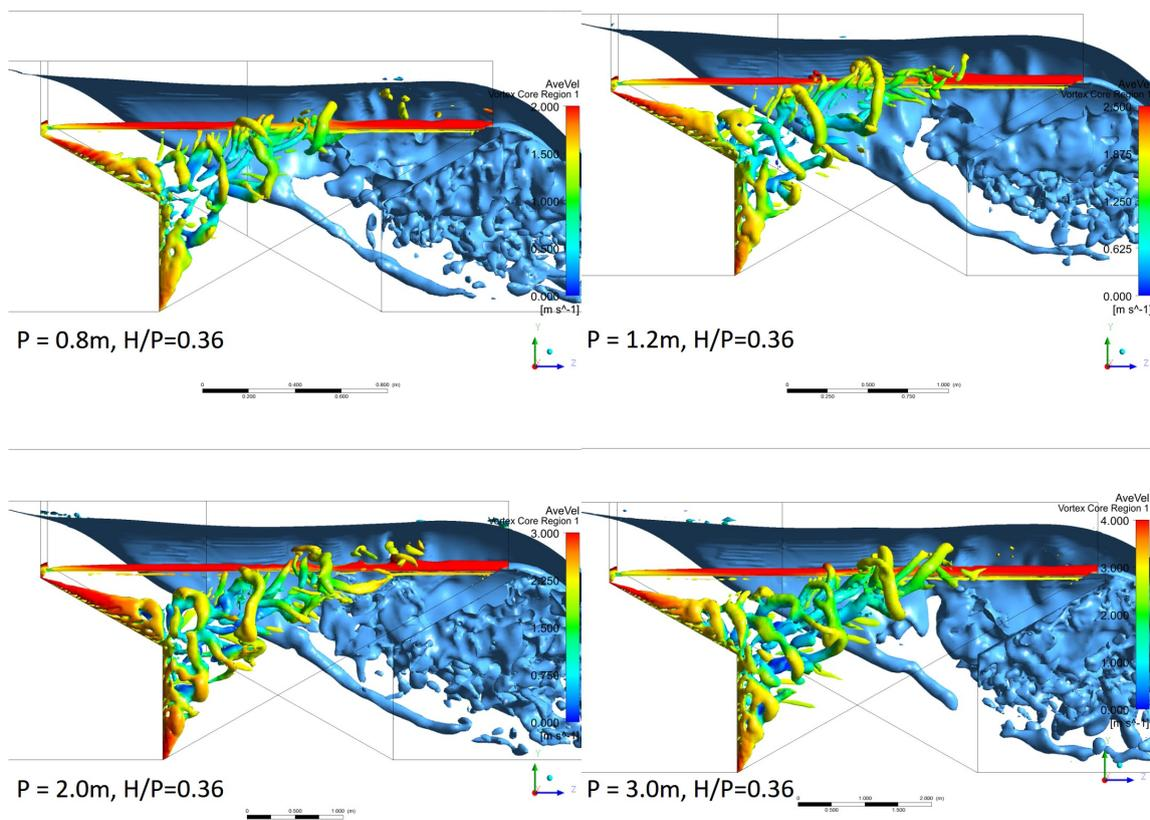 AveVel
Vortex Core Region 1
2.000
1.500
1.000
0.500
0.000
[m s^-1]
P = 0.8m, H/P=0.36
Y
Z
0 0.400 0.800 (m)
0.200 0.600
AveVel
Vortex Core Region 1
2.500
1.875
1.250
0.625
0.000
[m s^-1]
P = 1.2m, H/P=0.36
Y
Z
0 0.500 1.000 (m)
0.250 0.750
AveVel
Vortex Core Region 1
3.000
2.250
1.500
0.750
0.000
[m s^-1]
P = 2.0m, H/P=0.36
Y
Z
0 0.500 1.000 (m)
AveVel
Vortex Core Region 1
4.000
3.000
2.000
1.000
0.000
[m s^-1]
P = 3.0m, H/P=0.36
Y
Z
0 1.000 2.000 (m)
0.500 1.500